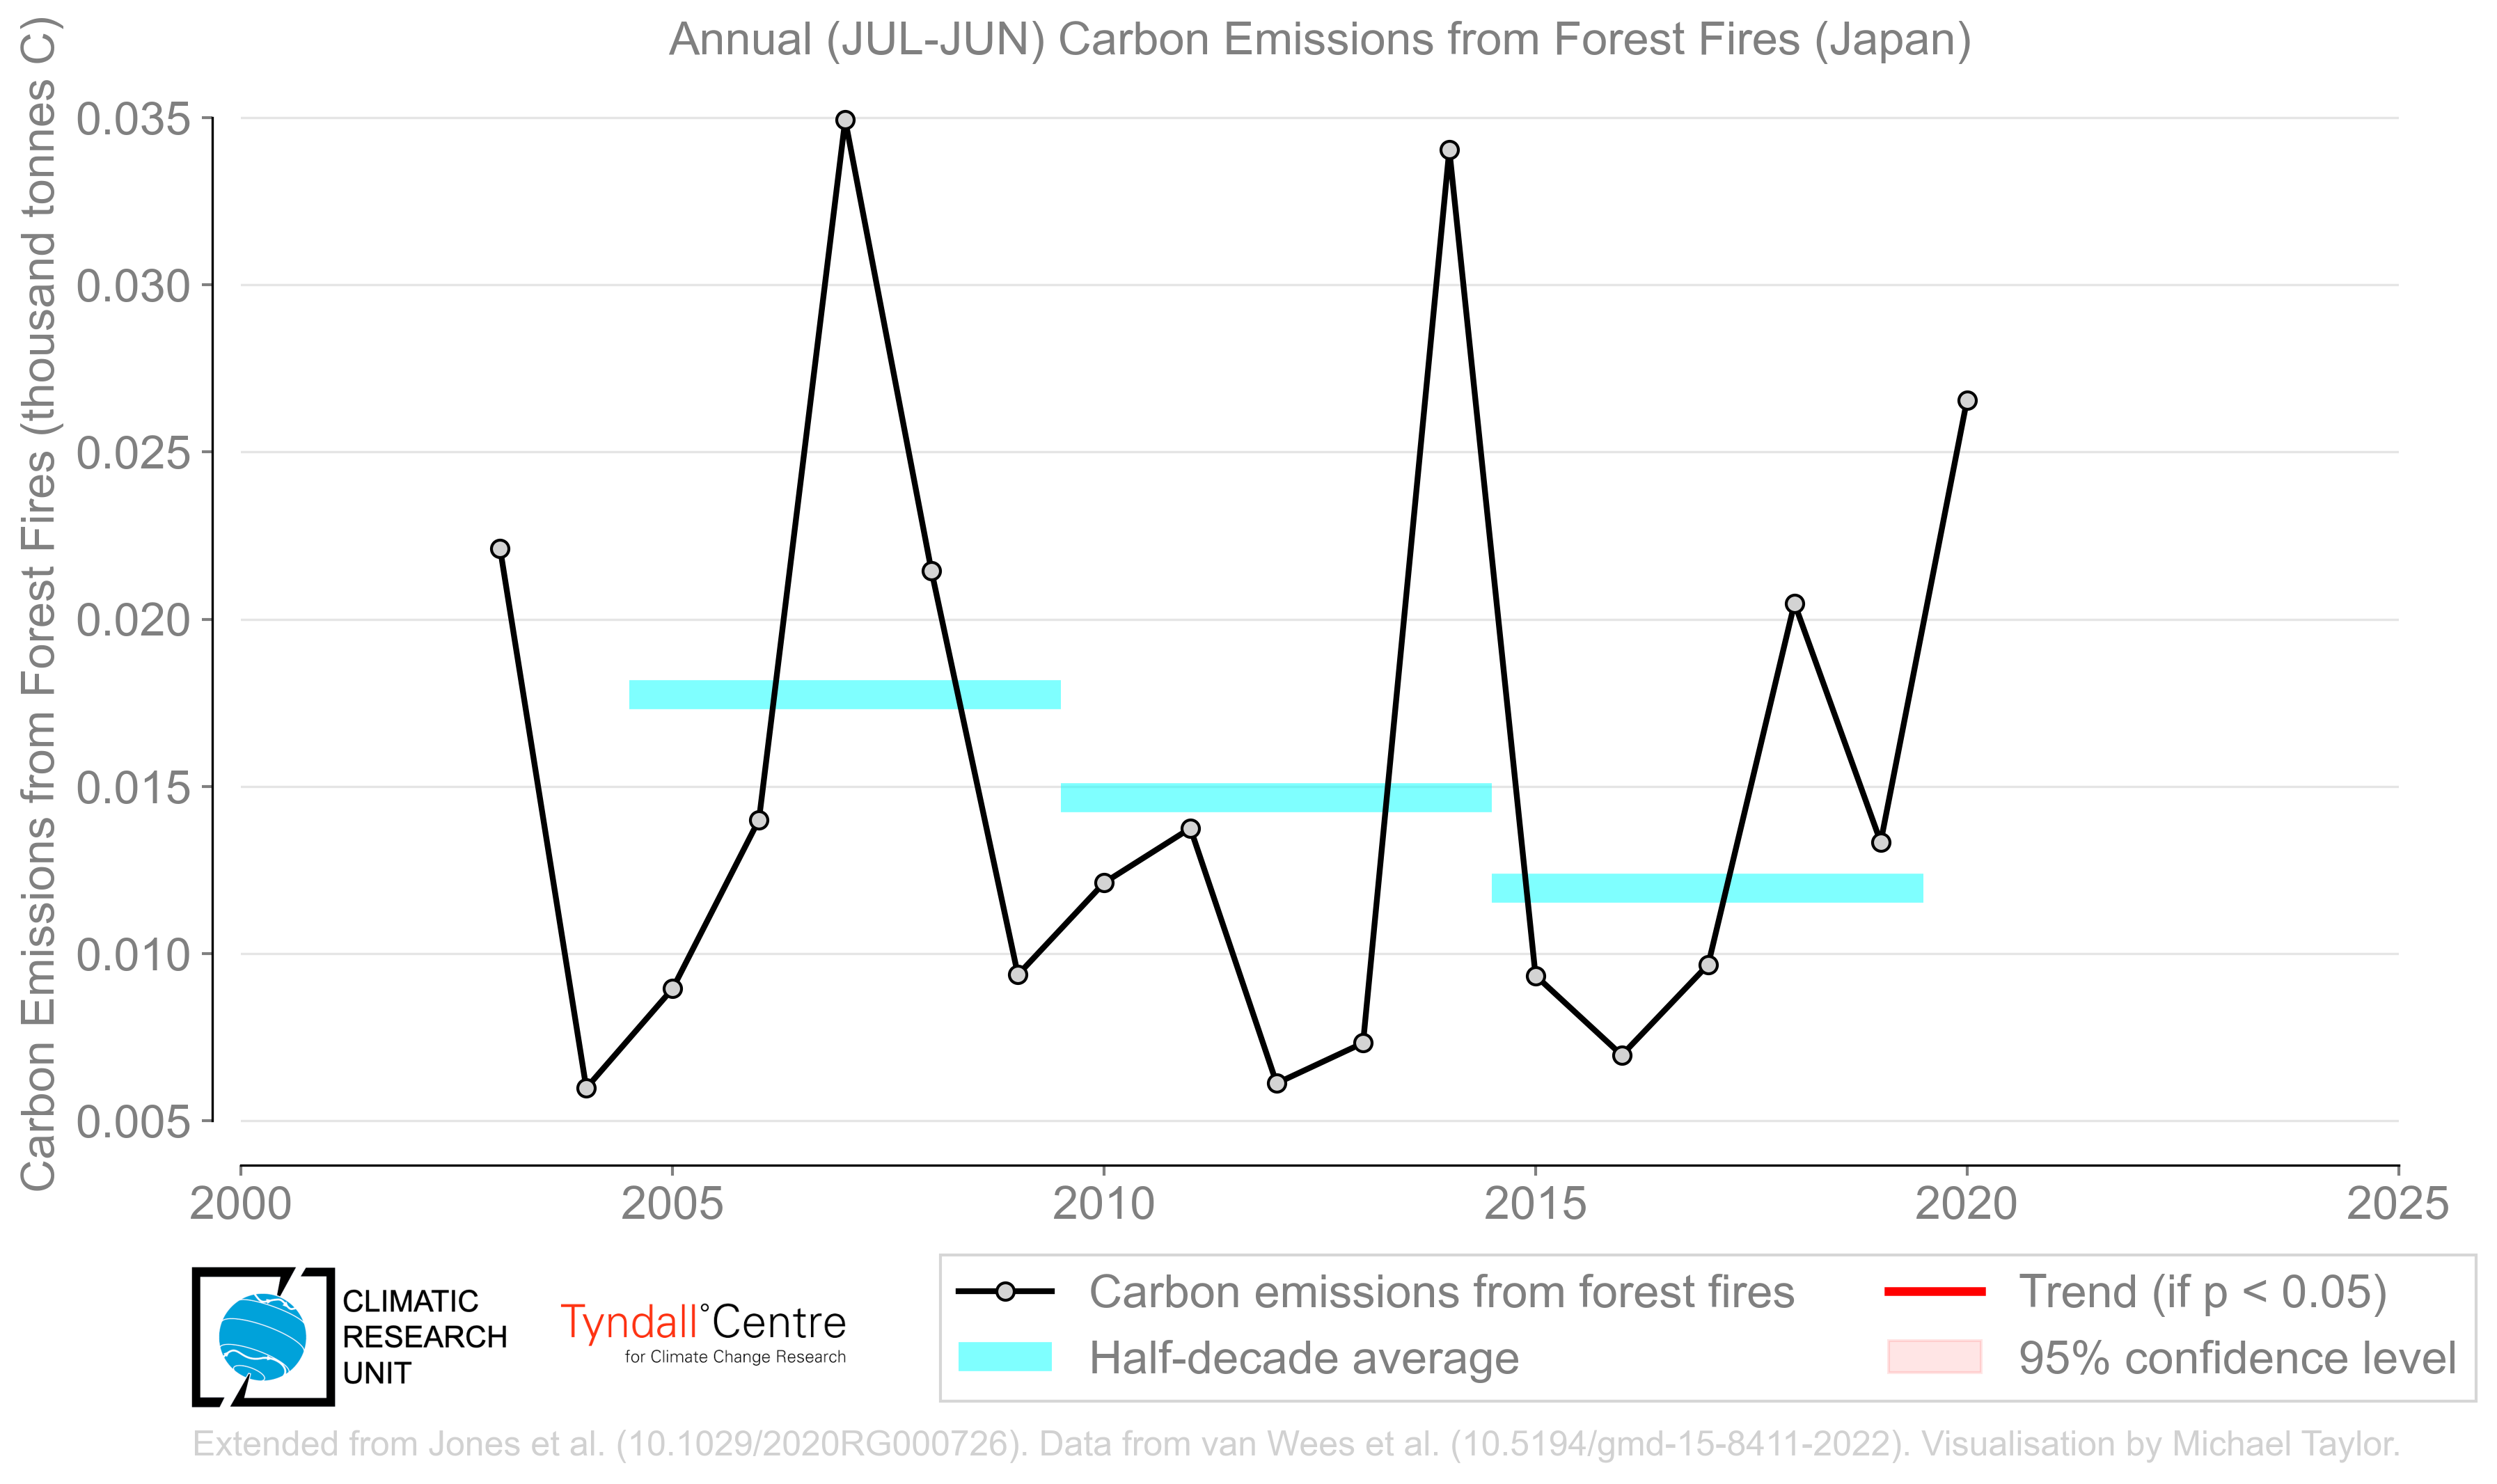 Annual (JUL-JUN) Carbon Emissions from Forest Fires (Japan)
Carbon Emissions from Forest Fires (thousand tonnes C)
0.035
0.030
0.025
0.020
0.015
0.010
0.005
2000
2005
2010
2015
2020
2025
CLIMATIC
RESEARCH
UNIT
Tyndall°Centre
for Climate Change Research
Carbon emissions from forest fires
Half-decade average
Trend (if p < 0.05)
95% confidence level
Extended from Jones et al. (10.1029/2020RG000726). Data from van Wees et al. (10.5194/gmd-15-8411-2022). Visualisation by Michael Taylor.